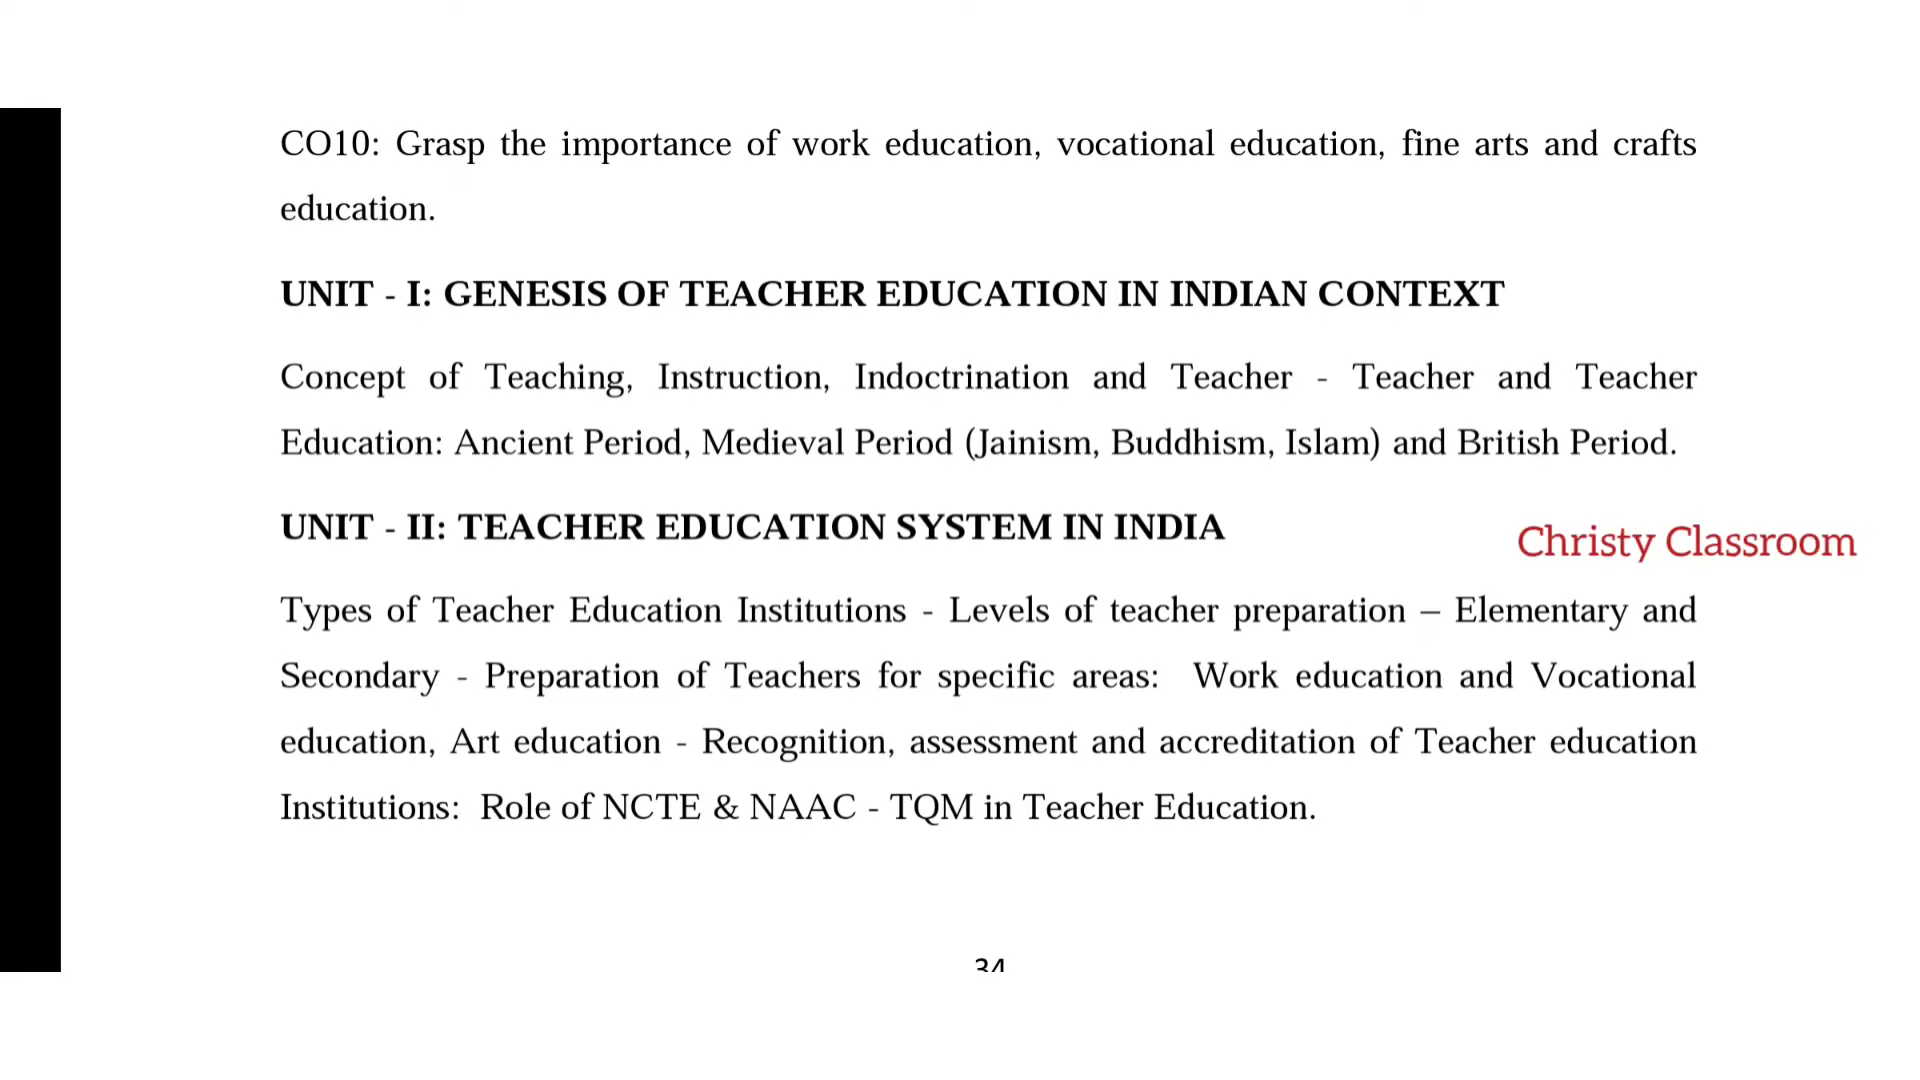 CO10: Grasp the importance of work education, vocational education, fine arts and crafts
education.
UNIT - I: GENESIS OF TEACHER EDUCATION IN INDIAN CONTEXT
Concept of Teaching, Instruction, Indoctrination and Teacher - Teacher and Teacher
Education: Ancient Period, Medieval Period (Jainism, Buddhism, Islam) and British Period.
UNIT - II: TEACHER EDUCATION SYSTEM IN INDIA
Christy Classroom
Types of Teacher Education Institutions - Levels of teacher preparation – Elementary and
Secondary - Preparation of Teachers for specific areas: Work education and Vocational
education, Art education - Recognition, assessment and accreditation of Teacher education
Institutions: Role of NCTE & NAAC - TQM in Teacher Education.
34